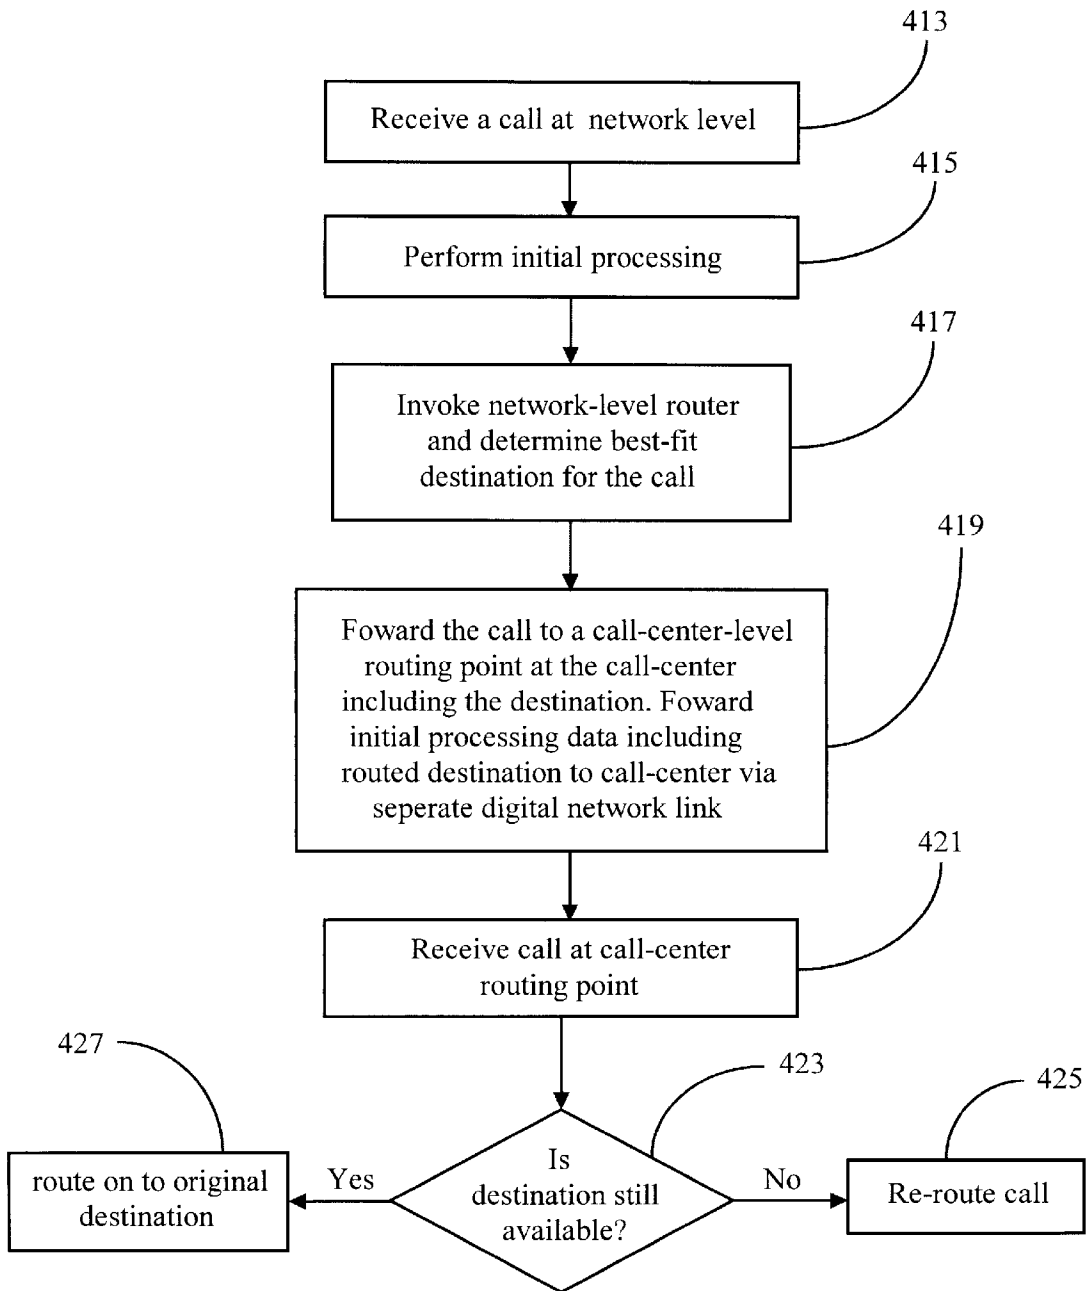 413
Receive a call at network level
415
Perform initial processing
417
Invoke network-level router
and determine best-fit
destination for the call
419
Foward the call to a call-center-level
routing point at the call-center
including the destination. Foward
initial processing data including
routed destination to call-center via
seperate digital network link
421
Receive call at call-center
routing point
427
423
425
route on to original
destination
Yes
Is
destination still
available?
No
Re-route call